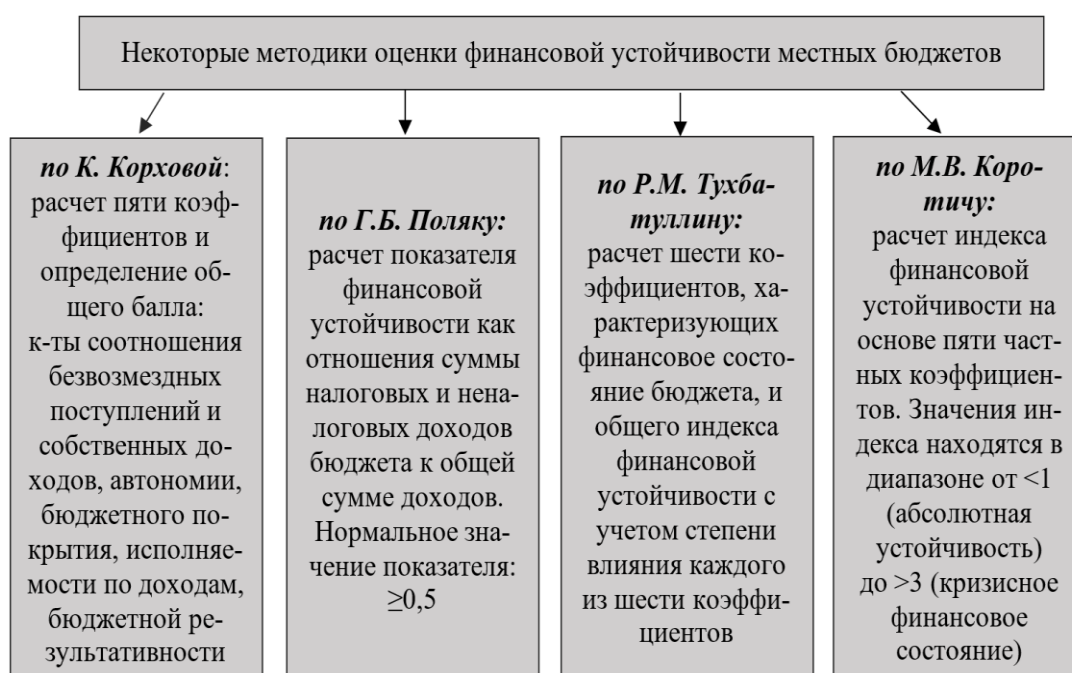 Некоторые методики оценки финансовой устойчивости местных бюджетов
по К. Корховой:
расчет пяти коэф-
фициентов и
определение об-
щего балла:
к-ты соотношения
безвозмездных
поступлений и
собственных до-
ходов, автономии,
бюджетного по-
крытия, исполняе-
мости по доходам,
бюджетной ре-
зультативности
по Г.Б. Поляку:
расчет показателя
финансовой
устойчивости как
отношения суммы
налоговых и нена-
логовых доходов
бюджета к общей
сумме доходов.
Нормальное зна-
чение показателя:
≥0,5
по Р.М. Тухба-
туллину:
расчет шести ко-
эффициентов, ха-
рактеризующих
финансовое состо-
яние бюджета, и
общего индекса
финансовой
устойчивости с
учетом степени
влияния каждого
из шести коэффи-
циентов
по М.В. Коро-
тичу:
расчет индекса
финансовой
устойчивости на
основе пяти част-
ных коэффициен-
тов. Значения ин-
декса находятся в
диапазоне от <1
(абсолютная
устойчивость)
до >3 (кризисное
финансовое
состояние)